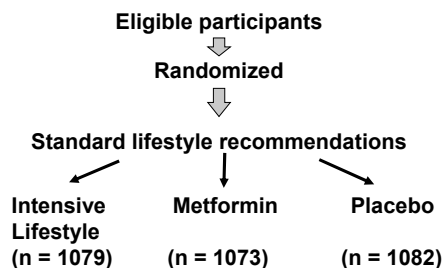 Eligible participants
Randomized
Standard lifestyle recommendations
Intensive Metformin Placebo
Lifestyle
(n = 1079) (n = 1073) (n = 1082)